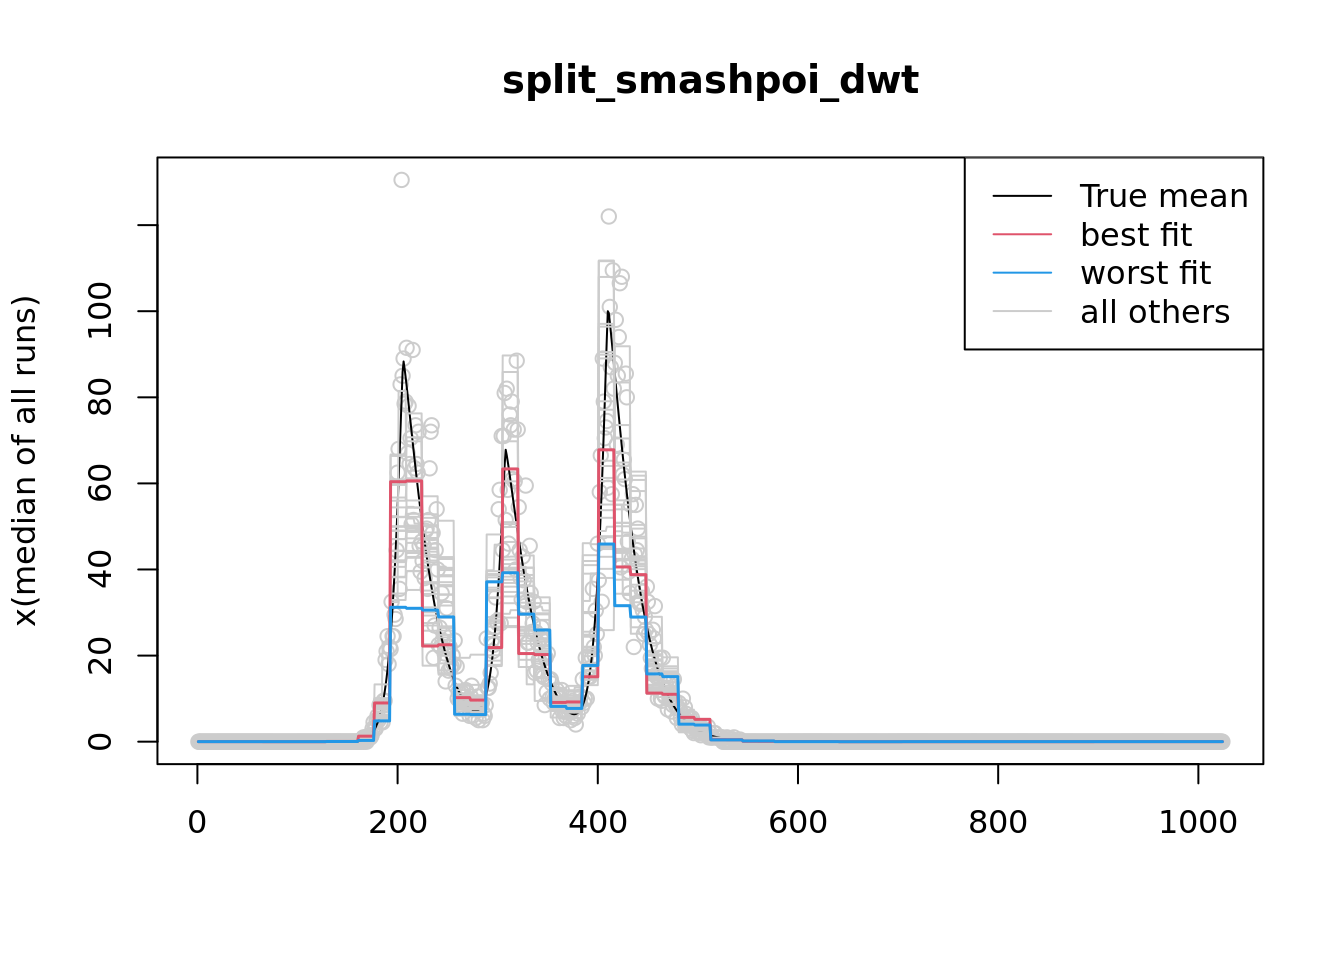 split_smashpoi_dwt
True mean
best fit
worst fit
all others
x(median of all runs)
100
80
60
40
20
0
0 200 400 600 800 1000